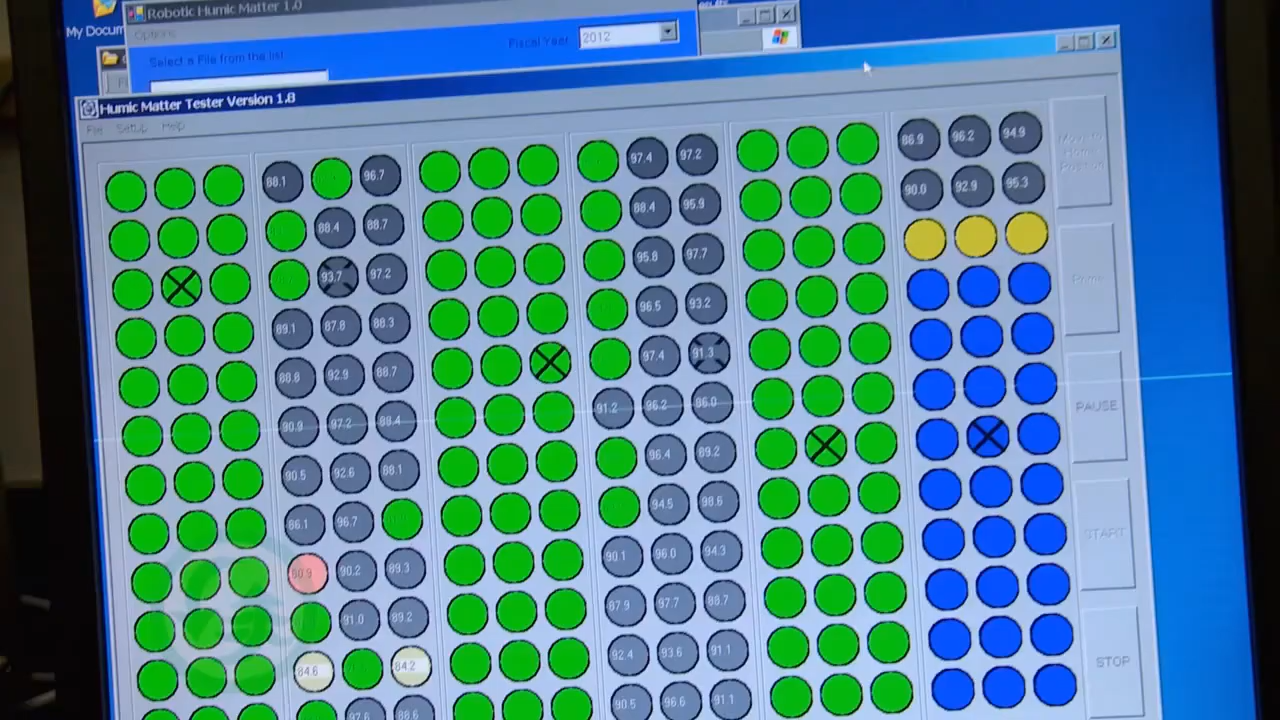 Robotic Humic Matter 1.0
My Docum
Options
Fiscal Year
2012
Select a File from the list
Humic Matter Tester Version 1.8
File Setup Help
88.1 96.7 97.4 97.2 86.9 96.2 94.9
88.4 88.7 88.4 95.9 90.0 92.9 95.3
93.7 97.2 95.8 97.7
89.1 87.8 88.3 96.5 93.2
88.8 92.9 88.7 97.4 91.3
90.9 97.2 88.4 91.2 96.2 86.0
PAUSE
90.5 92.6 88.1 96.4 89.2
86.1 96.7 94.5 98.6
START
90.2 89.3 90.1 96.0 94.3
91.0 89.2 87.9 97.7 88.7
84.6 84.2 92.4 93.6 91.1
STOP
97.6 88.6 90.5 96.6 91.1